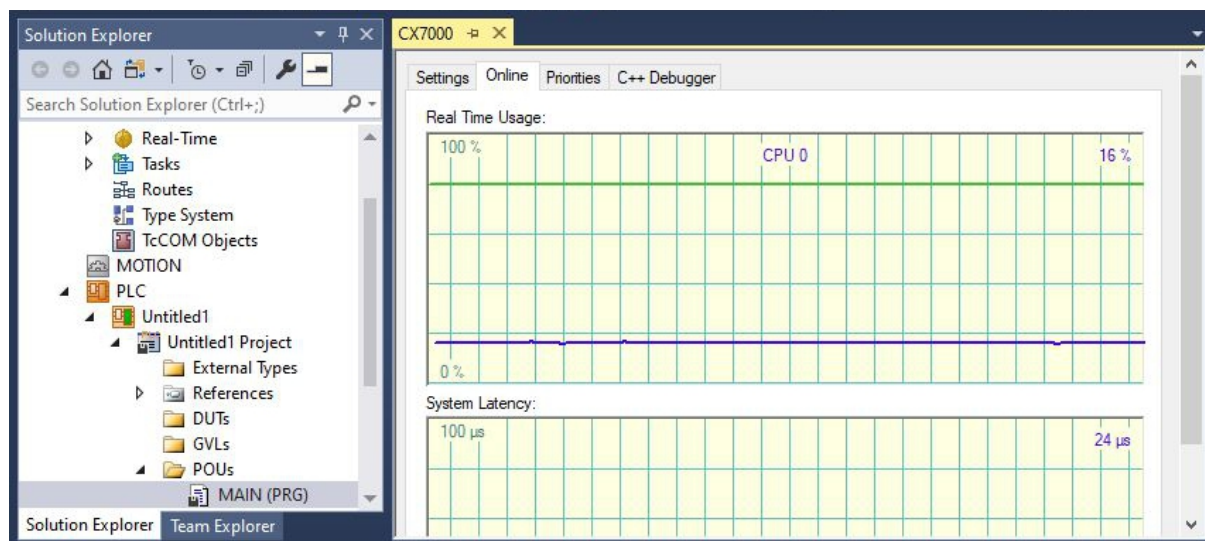 Solution Explorer
Search Solution Explorer (Ctrl+;)
Real-Time
Tasks
Routes
Type System
TcCOM Objects
MOTION
PLC
Untitled1
Untitled1 Project
External Types
References
DUTs
GVLs
POUs
MAIN (PRG)
Solution Explorer Team Explorer
CX7000
Settings Online Priorities C++ Debugger
Real Time Usage:
100 % CPU 0 16 %
0 %
System Latency:
100 µs 24 µs